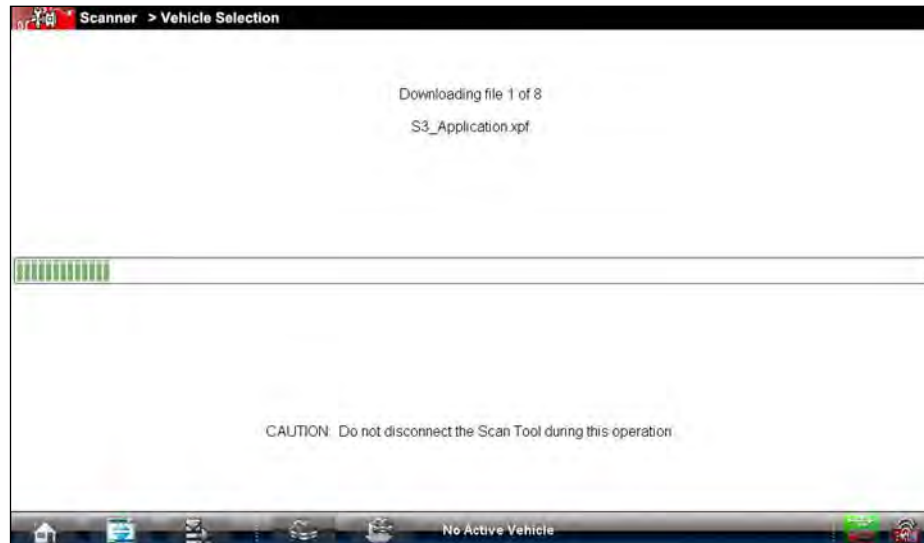 Scanner > Vehicle Selection
Downloading file 1 of 8
S3_Application.xpf
CAUTION: Do not disconnect the Scan Tool during this operation
No Active Vehicle